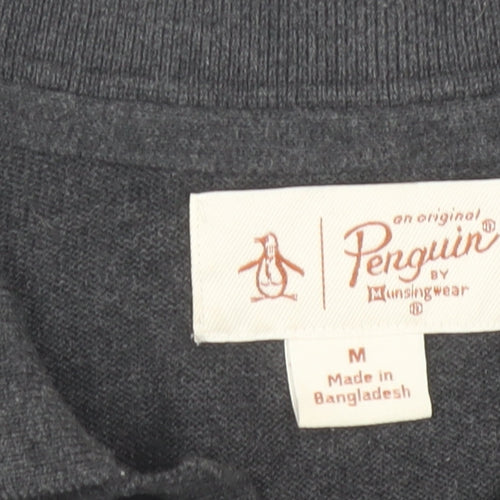 an original
Penguin®
BY
Munsingwear
®
M
Made in
Bangladesh